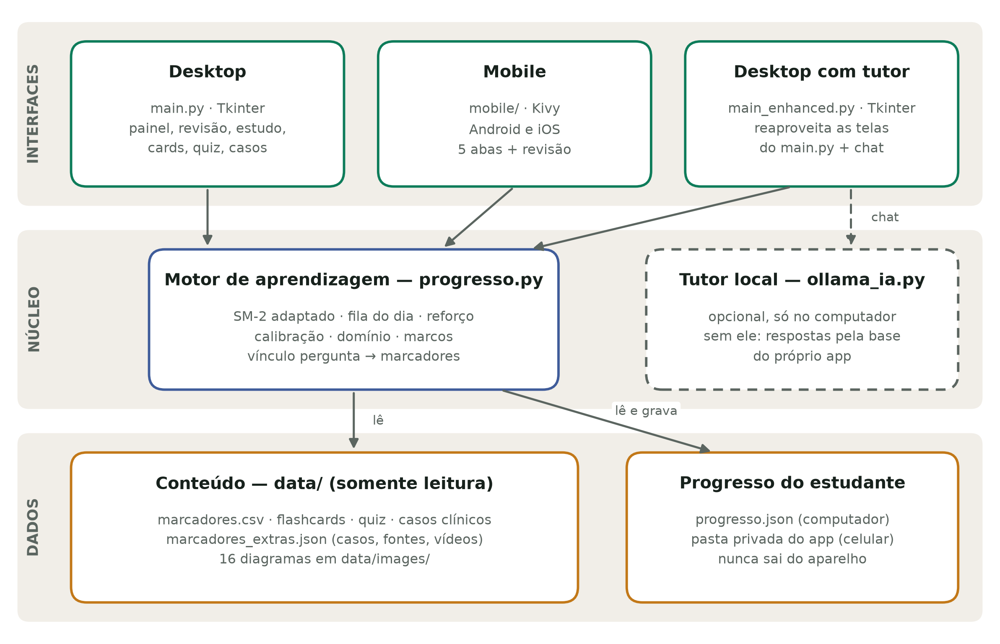 INTERFACES
Desktop
main.py · Tkinter
painel, revisão, estudo,
cards, quiz, casos
Mobile
mobile/ · Kivy
Android e iOS
5 abas + revisão
Desktop com tutor
main_enhanced.py · Tkinter
reaproveita as telas
do main.py + chat
chat
NÚCLEO
Motor de aprendizagem — progresso.py
SM-2 adaptado · fila do dia · reforço
calibração · domínio · marcos
vínculo pergunta → marcadores
Tutor local — ollama_ia.py
opcional, só no computador
sem ele: respostas pela base
do próprio app
lê
lê e grava
DADOS
Conteúdo — data/ (somente leitura)
marcadores.csv · flashcards · quiz · casos clínicos
marcadores_extras.json (casos, fontes, vídeos)
16 diagramas em data/images/
Progresso do estudante
progresso.json (computador)
pasta privada do app (celular)
nunca sai do aparelho